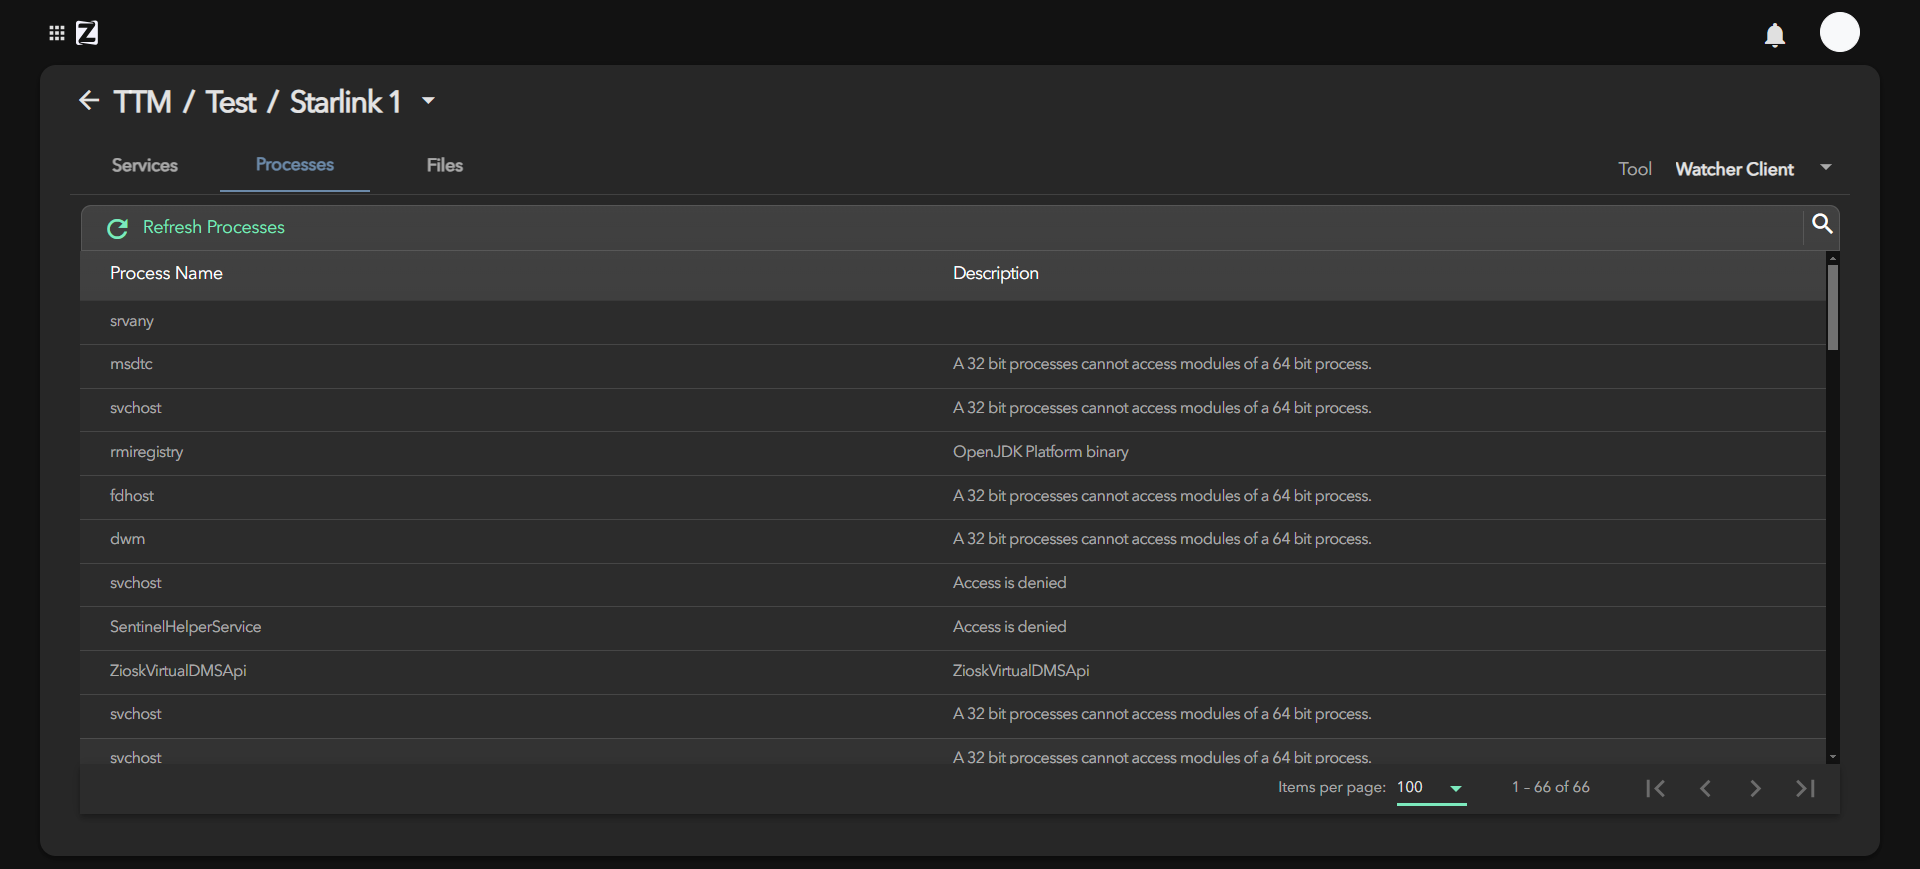 Z
TTM / Test / Starlink 1
Services Processes Files Tool Watcher Client
Refresh Processes
Process Name Description
srvany
msdtc A 32 bit processes cannot access modules of a 64 bit process.
svchost A 32 bit processes cannot access modules of a 64 bit process.
rmiregistry OpenJDK Platform binary
fdhost A 32 bit processes cannot access modules of a 64 bit process.
dwm A 32 bit processes cannot access modules of a 64 bit process.
svchost Access is denied
SentinelHelperService Access is denied
ZioskVirtualDMSApi ZioskVirtualDMSApi
svchost A 32 bit processes cannot access modules of a 64 bit process.
svchost A 32 bit processes cannot access modules of a 64 bit process.
Items per page: 100 1 – 66 of 66